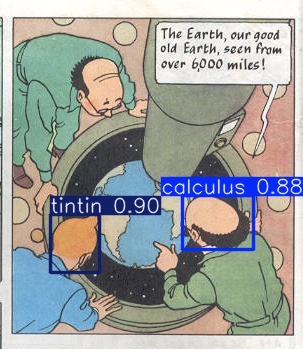 The Earth, our good
old Earth, seen from
over 6,000 miles!
calculus 0.88
tintin 0.90